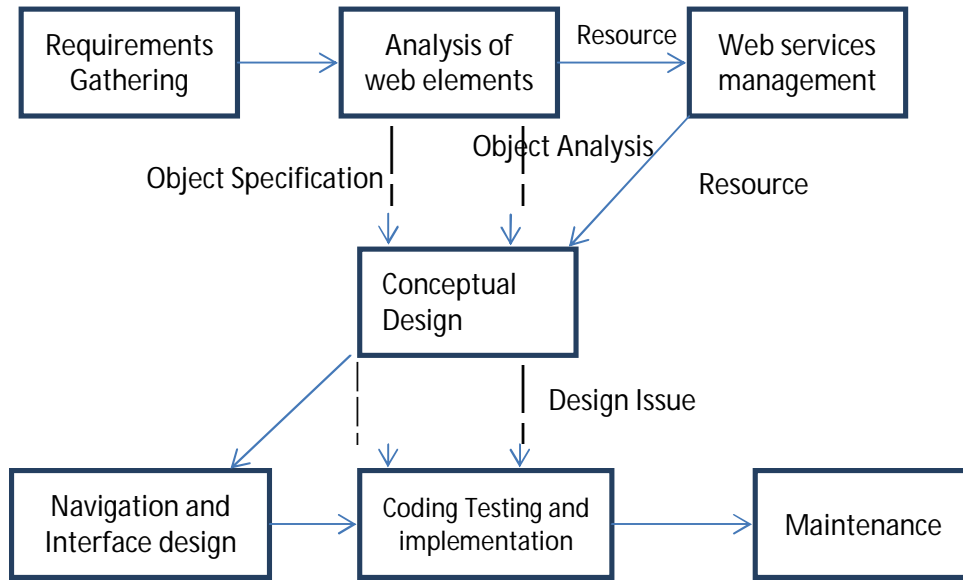 Requirements
Gathering
Analysis of
web elements
Resource
Web services
management
Object Analysis
Object Specification
Resource
Conceptual
Design
Design Issue
Navigation and
Interface design
Coding Testing and
implementation
Maintenance